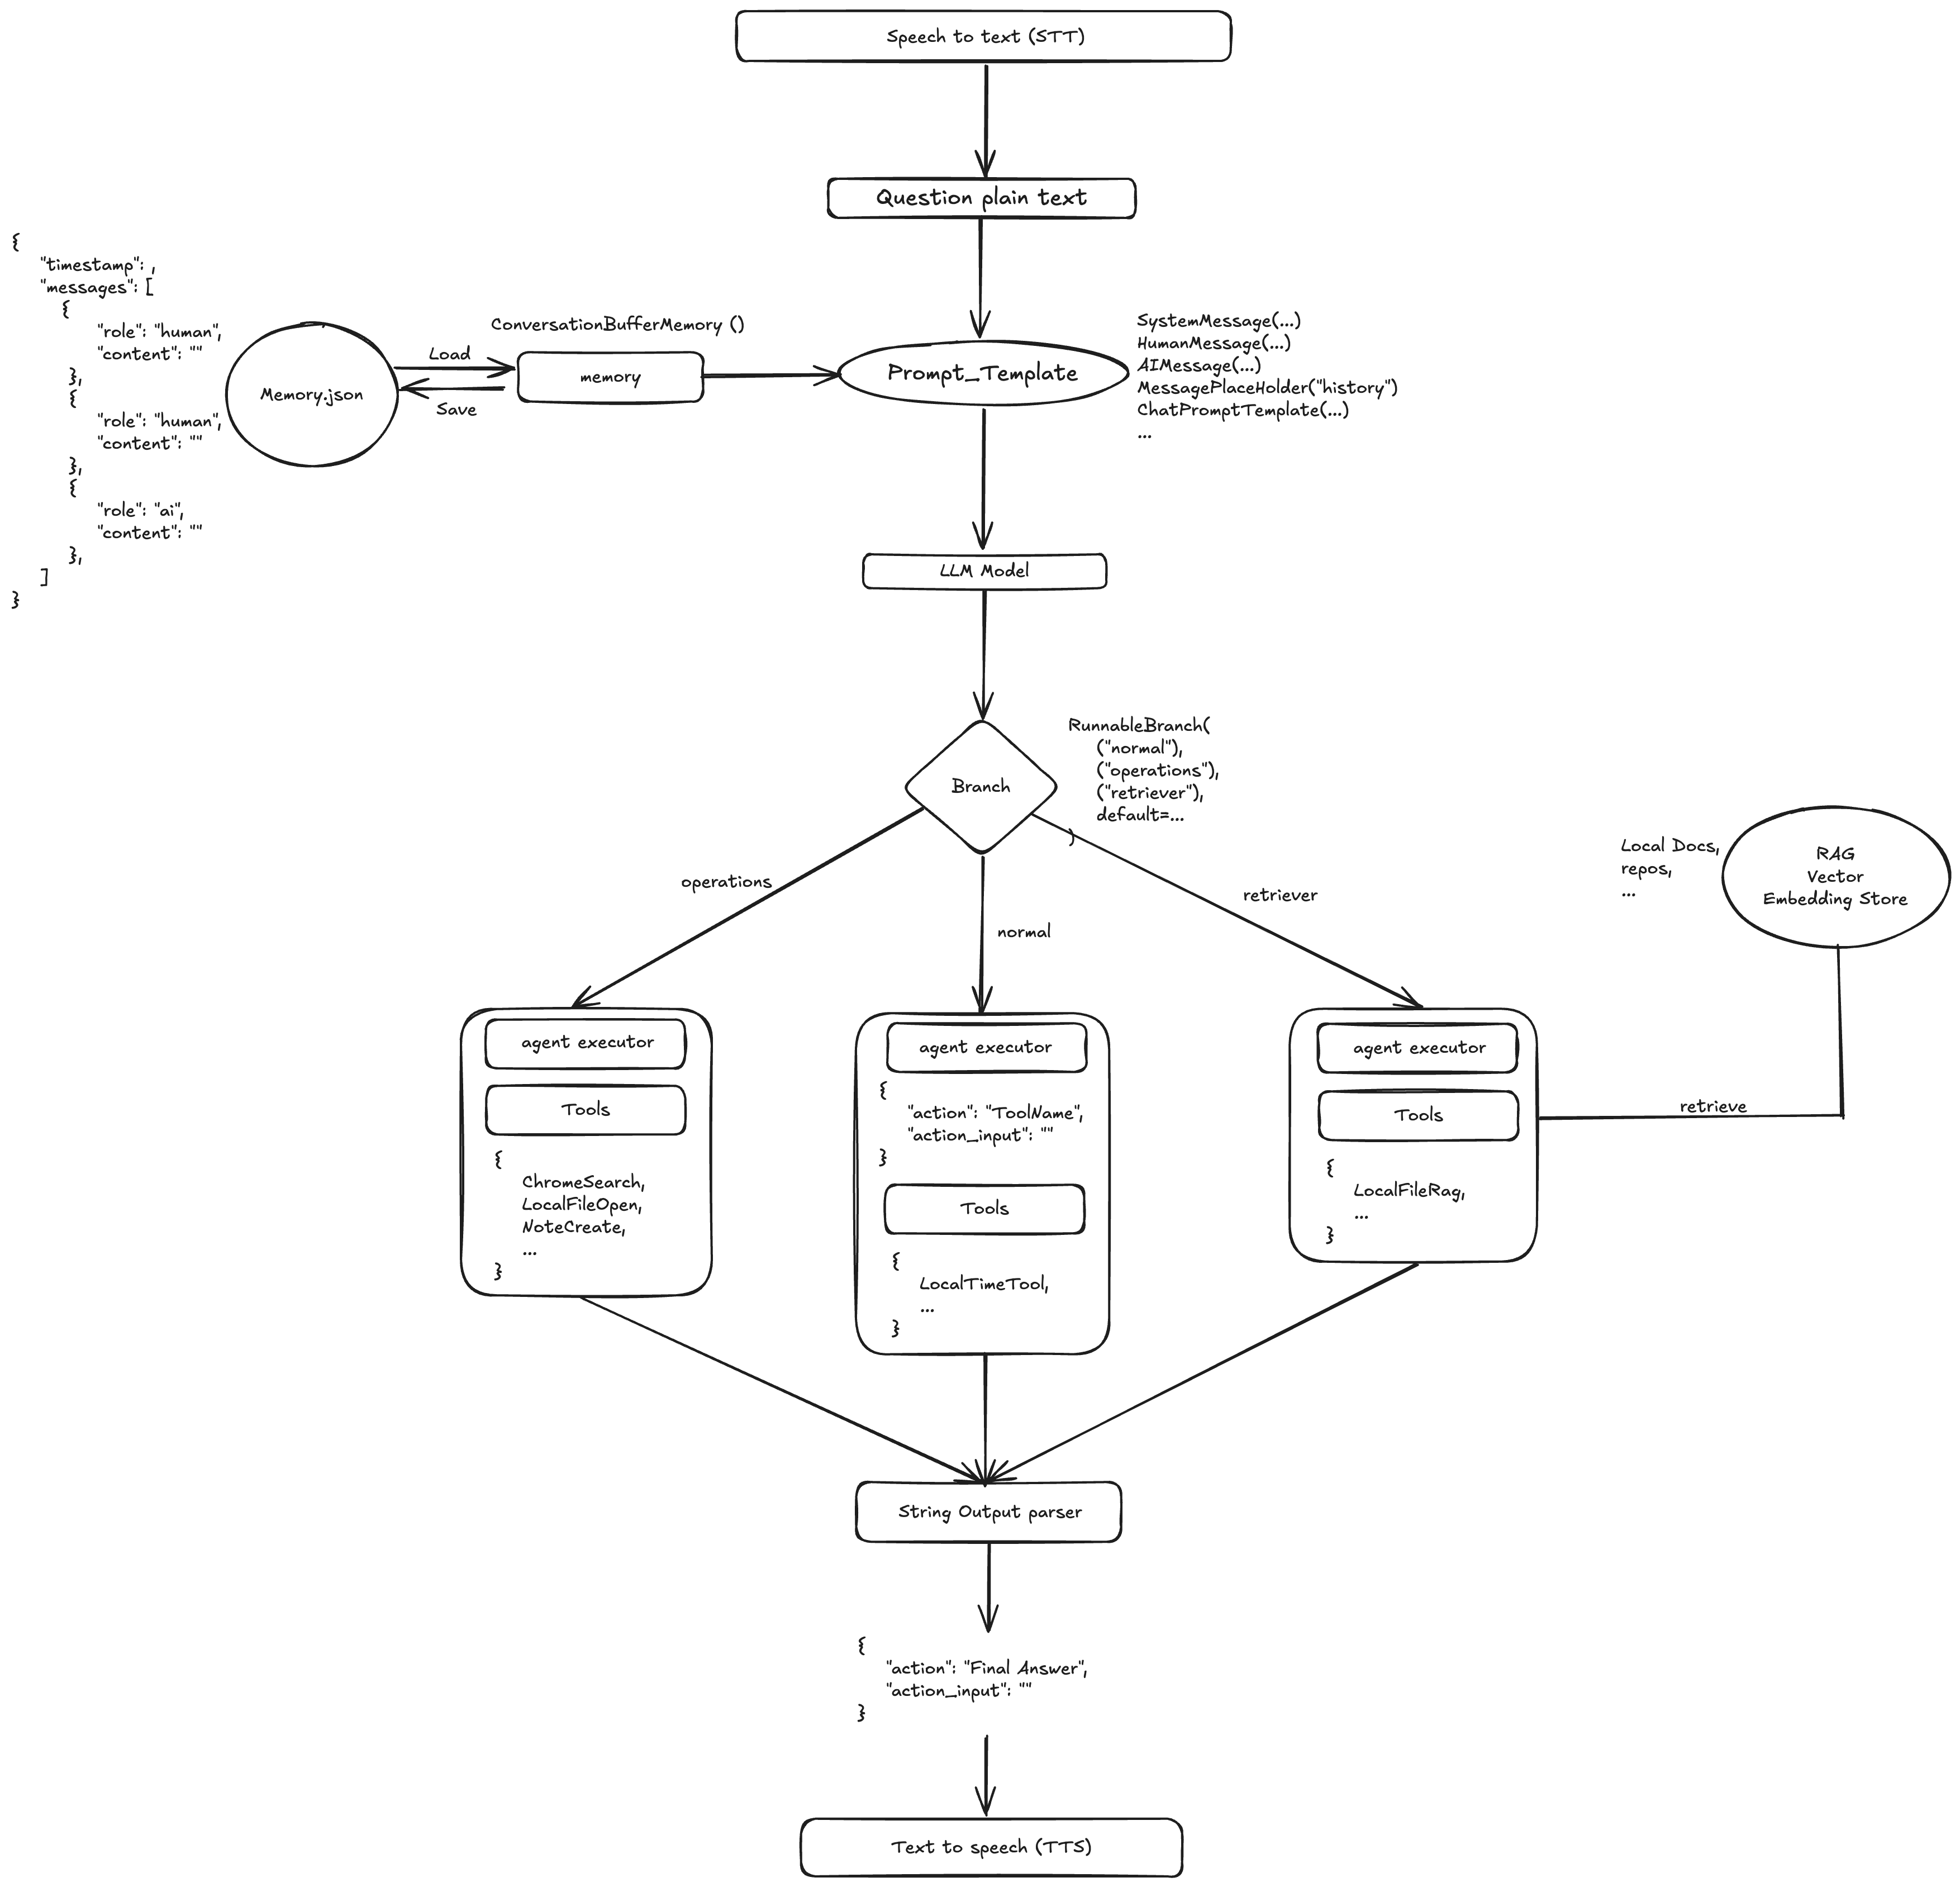 Speech to text (STT)
Question plain text
{
"timestamp": ,
"messages": [
{
"role": "human",
"content": ""
},
{
"role": "human",
"content": ""
},
{
"role": "ai",
"content": ""
},
]
}
Memory.json
Load
Save
ConversationBufferMemory ()
memory
Prompt_Template
SystemMessage(...)
HumanMessage(...)
AIMessage(...)
MessagePlaceHolder("history")
ChatPromptTemplate(...)
...
LLM Model
Branch
RunnableBranch(
("normal"),
("operations"),
("retriever"),
default=...
)
operations
normal
retriever
Local Docs,
repos,
...
RAG
Vector
Embedding Store
retrieve
agent executor
Tools
{
ChromeSearch,
LocalFileOpen,
NoteCreate,
...
}
agent executor
{
"action": "ToolName",
"action_input": ""
}
Tools
{
LocalTimeTool,
...
}
agent executor
Tools
{
LocalFileRag,
...
}
String Output parser
{
"action": "Final Answer",
"action_input": ""
}
Text to speech (TTS)